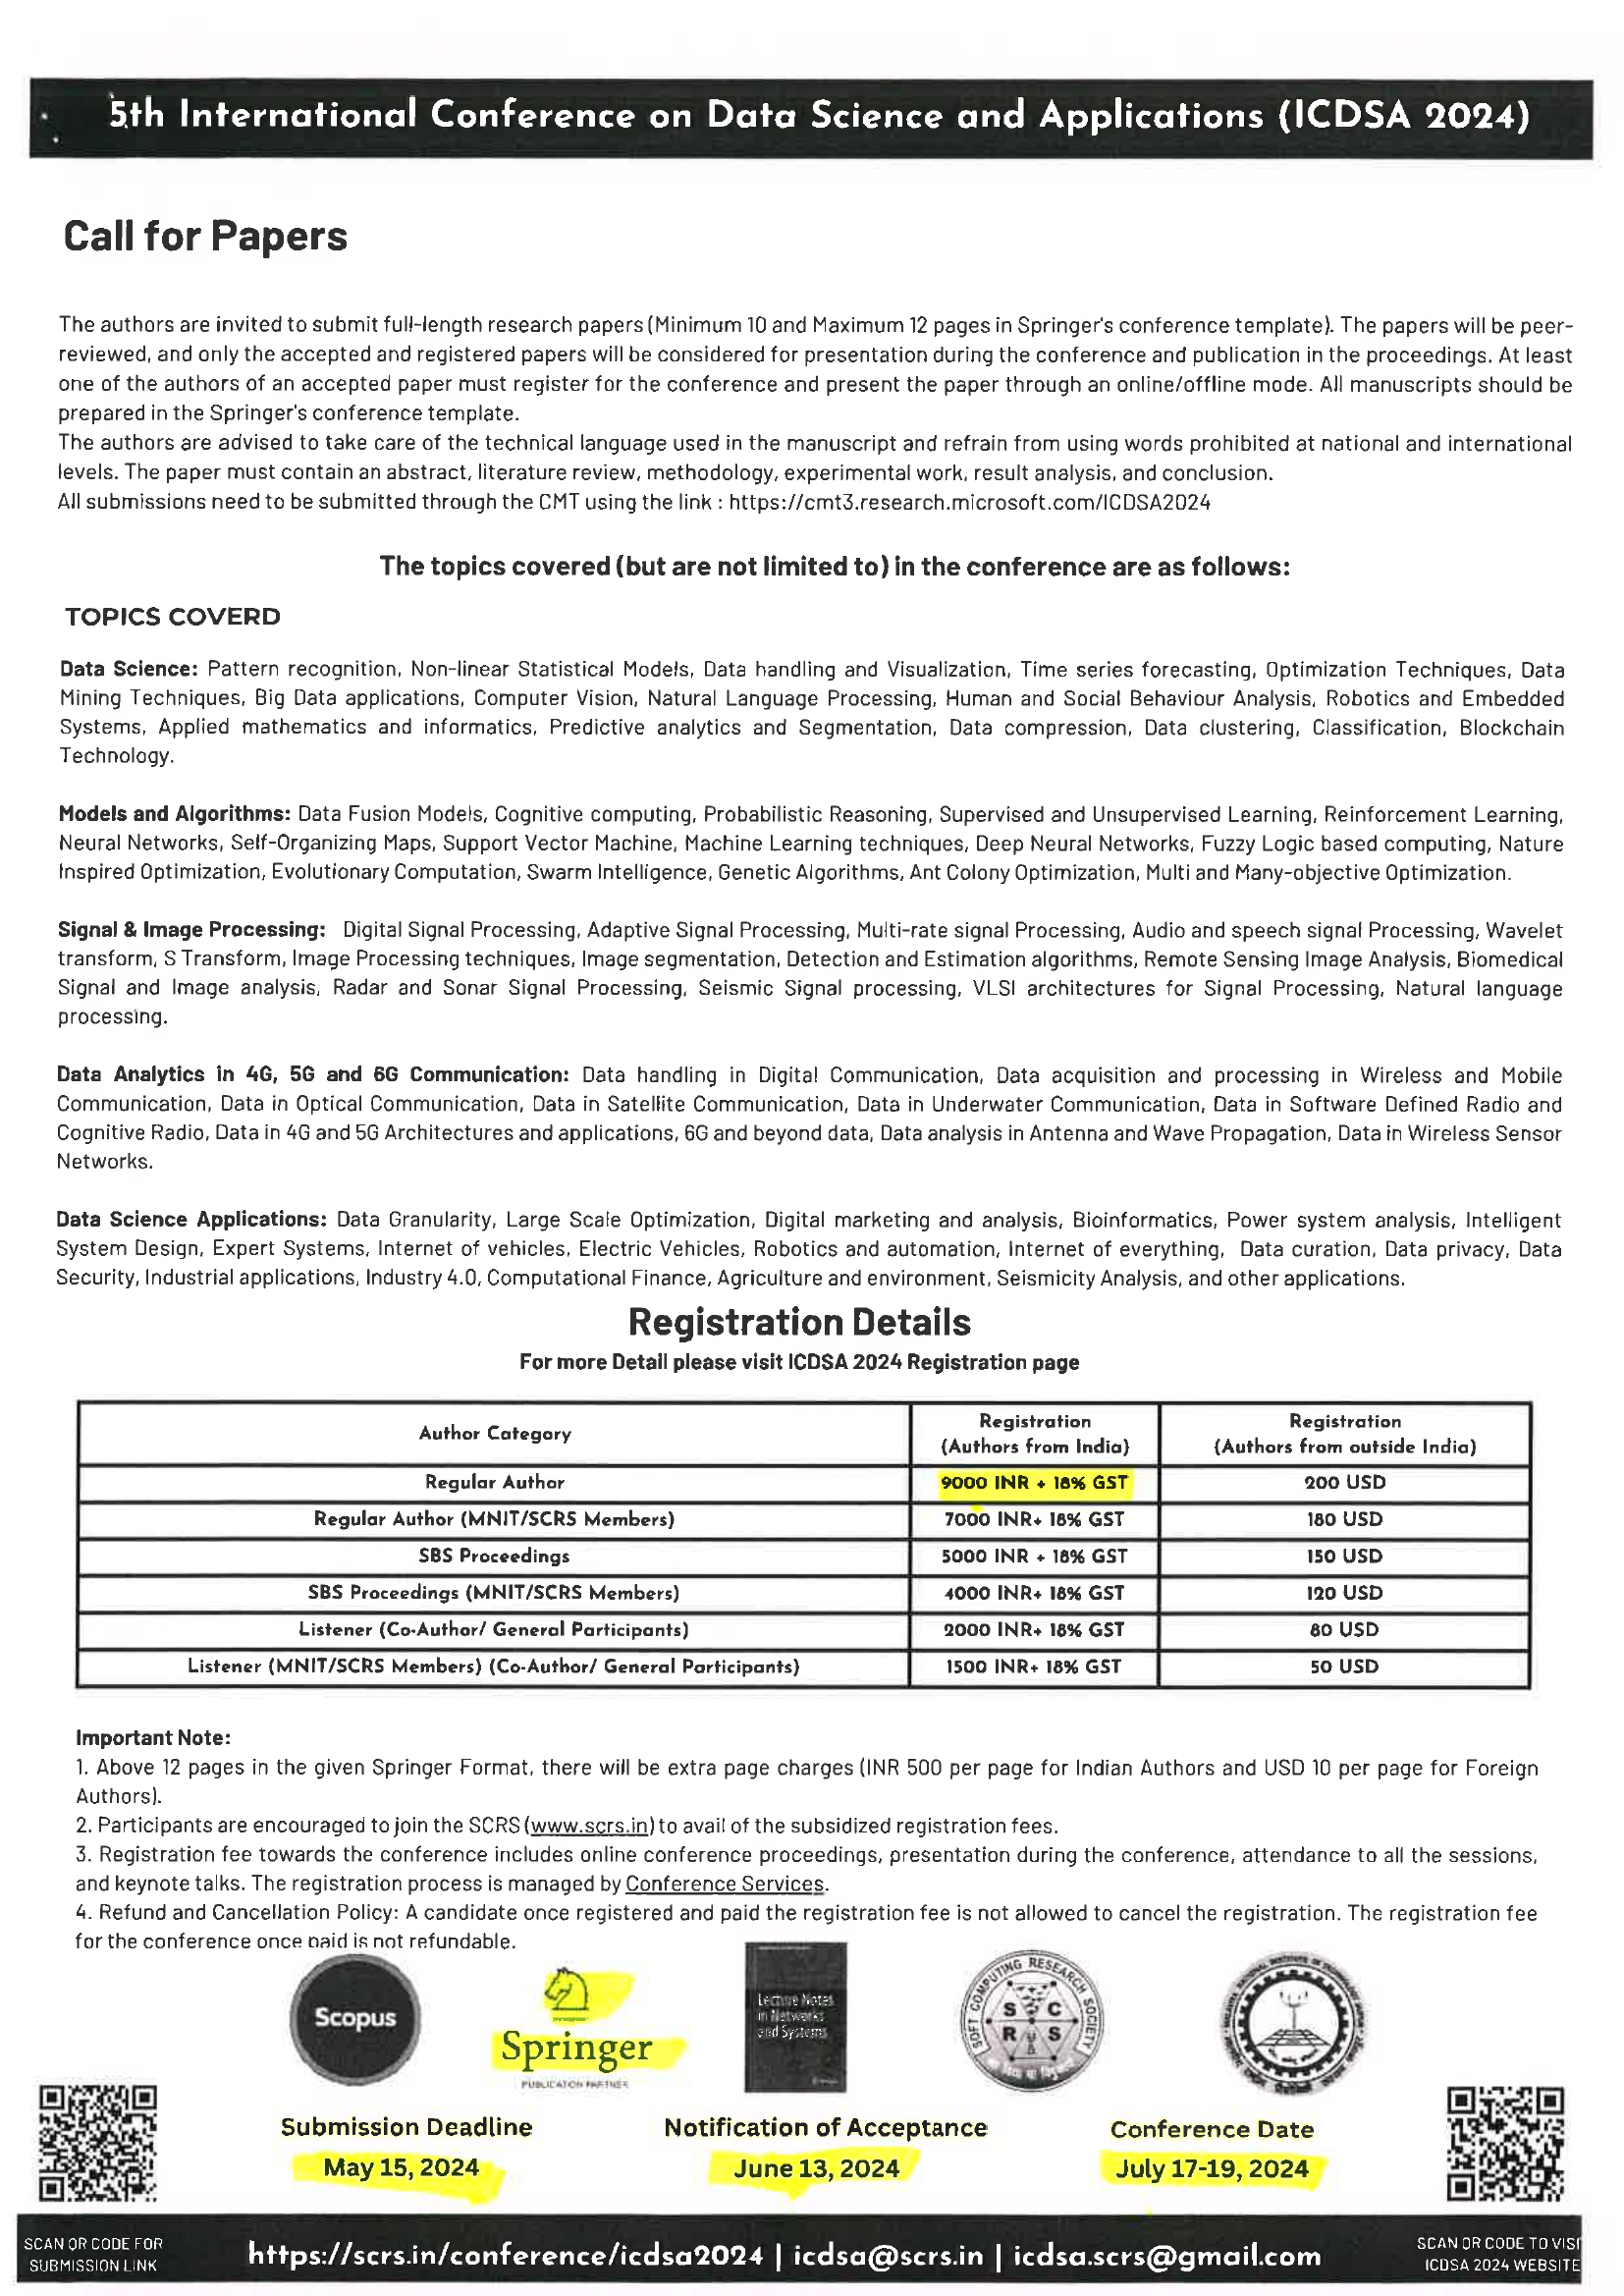 5th International Conference on Data Science and Applications (ICDSA 2024)
Call for Papers
The authors are invited to submit full-length research papers (Minimum 10 and Maximum 12 pages in Springer's conference template). The papers will be peer-
reviewed, and only the accepted and registered papers will be considered for presentation during the conference and publication in the proceedings. At least
one of the authors of an accepted paper must register for the conference and present the paper through an online/offline mode. All manuscripts should be
prepared in the Springer's conference template.
The authors are advised to take care of the technical language used in the manuscript and refrain from using words prohibited at national and international
levels. The paper must contain an abstract, literature review, methodology, experimental work, result analysis, and conclusion.
All submissions need to be submitted through the CMT using the link : https://cmt3.research.microsoft.com/ICDSA2024
The topics covered (but are not limited to) in the conference are as follows:
TOPICS COVERD
Data Science: Pattern recognition, Non-linear Statistical Models, Data handling and Visualization, Time series forecasting, Optimization Techniques, Data
Mining Techniques, Big Data applications, Computer Vision, Natural Language Processing, Human and Social Behaviour Analysis, Robotics and Embedded
Systems, Applied mathematics and informatics, Predictive analytics and Segmentation, Data compression, Data clustering, Classification, Blockchain
Technology.
Models and Algorithms: Data Fusion Models, Cognitive computing, Probabilistic Reasoning, Supervised and Unsupervised Learning, Reinforcement Learning,
Neural Networks, Self-Organizing Maps, Support Vector Machine, Machine Learning techniques, Deep Neural Networks, Fuzzy Logic based computing, Nature
Inspired Optimization, Evolutionary Computation, Swarm Intelligence, Genetic Algorithms, Ant Colony Optimization, Multi and Many-objective Optimization.
Signal & Image Processing: Digital Signal Processing, Adaptive Signal Processing, Multi-rate signal Processing, Audio and speech signal Processing, Wavelet
transform, S Transform, Image Processing techniques, Image segmentation, Detection and Estimation algorithms, Remote Sensing Image Analysis, Biomedical
Signal and Image analysis, Radar and Sonar Signal Processing, Seismic Signal processing, VLSI architectures for Signal Processing, Natural language
processing.
Data Analytics in 4G, 5G and 6G Communication: Data handling in Digital Communication, Data acquisition and processing in Wireless and Mobile
Communication, Data in Optical Communication, Data in Satellite Communication, Data in Underwater Communication, Data in Software Defined Radio and
Cognitive Radio, Data in 4G and 5G Architectures and applications, 6G and beyond data, Data analysis in Antenna and Wave Propagation, Data in Wireless Sensor
Networks.
Data Science Applications: Data Granularity, Large Scale Optimization, Digital marketing and analysis, Bioinformatics, Power system analysis, Intelligent
System Design, Expert Systems, Internet of vehicles, Electric Vehicles, Robotics and automation, Internet of everything, Data curation, Data privacy, Data
Security, Industrial applications, Industry 4.0, Computational Finance, Agriculture and environment, Seismicity Analysis, and other applications.
Registration Details
For more Detail please visit ICDSA 2024 Registration page
Author Category Registration (Authors from India) Registration (Authors from outside India)
Regular Author 9000 INR + 18% GST 200 USD
Regular Author (MNIT/SCRS Members) 7000 INR+ 18% GST 180 USD
SBS Proceedings 5000 INR + 18% GST 150 USD
SBS Proceedings (MNIT/SCRS Members) 4000 INR+ 18% GST 120 USD
Listener (Co-Author/ General Participants) 2000 INR+ 18% GST 80 USD
Listener (MNIT/SCRS Members) (Co-Author/ General Participants) 1500 INR+ 18% GST 50 USD
Important Note:
1. Above 12 pages in the given Springer Format, there will be extra page charges (INR 500 per page for Indian Authors and USD 10 per page for Foreign
Authors).
2. Participants are encouraged to join the SCRS (www.scrs.in) to avail of the subsidized registration fees.
3. Registration fee towards the conference includes online conference proceedings, presentation during the conference, attendance to all the sessions,
and keynote talks. The registration process is managed by Conference Services.
4. Refund and Cancellation Policy: A candidate once registered and paid the registration fee is not allowed to cancel the registration. The registration fee
for the conference once paid is not refundable.
Scopus
Springer
PUBLICATION PARTNER
Lecture Notes
in Networks
and Systems
SOFT COMPUTING RESEARCH SOCIETY
S C
R S
Submission Deadline
May 15, 2024
Notification of Acceptance
June 13, 2024
Conference Date
July 17-19, 2024
SCAN QR CODE FOR
SUBMISSION LINK
https://scrs.in/conference/icdsa2024 | icdsa@scrs.in | icdsa.scrs@gmail.com
SCAN QR CODE TO VISI
ICDSA 2024 WEBSITE